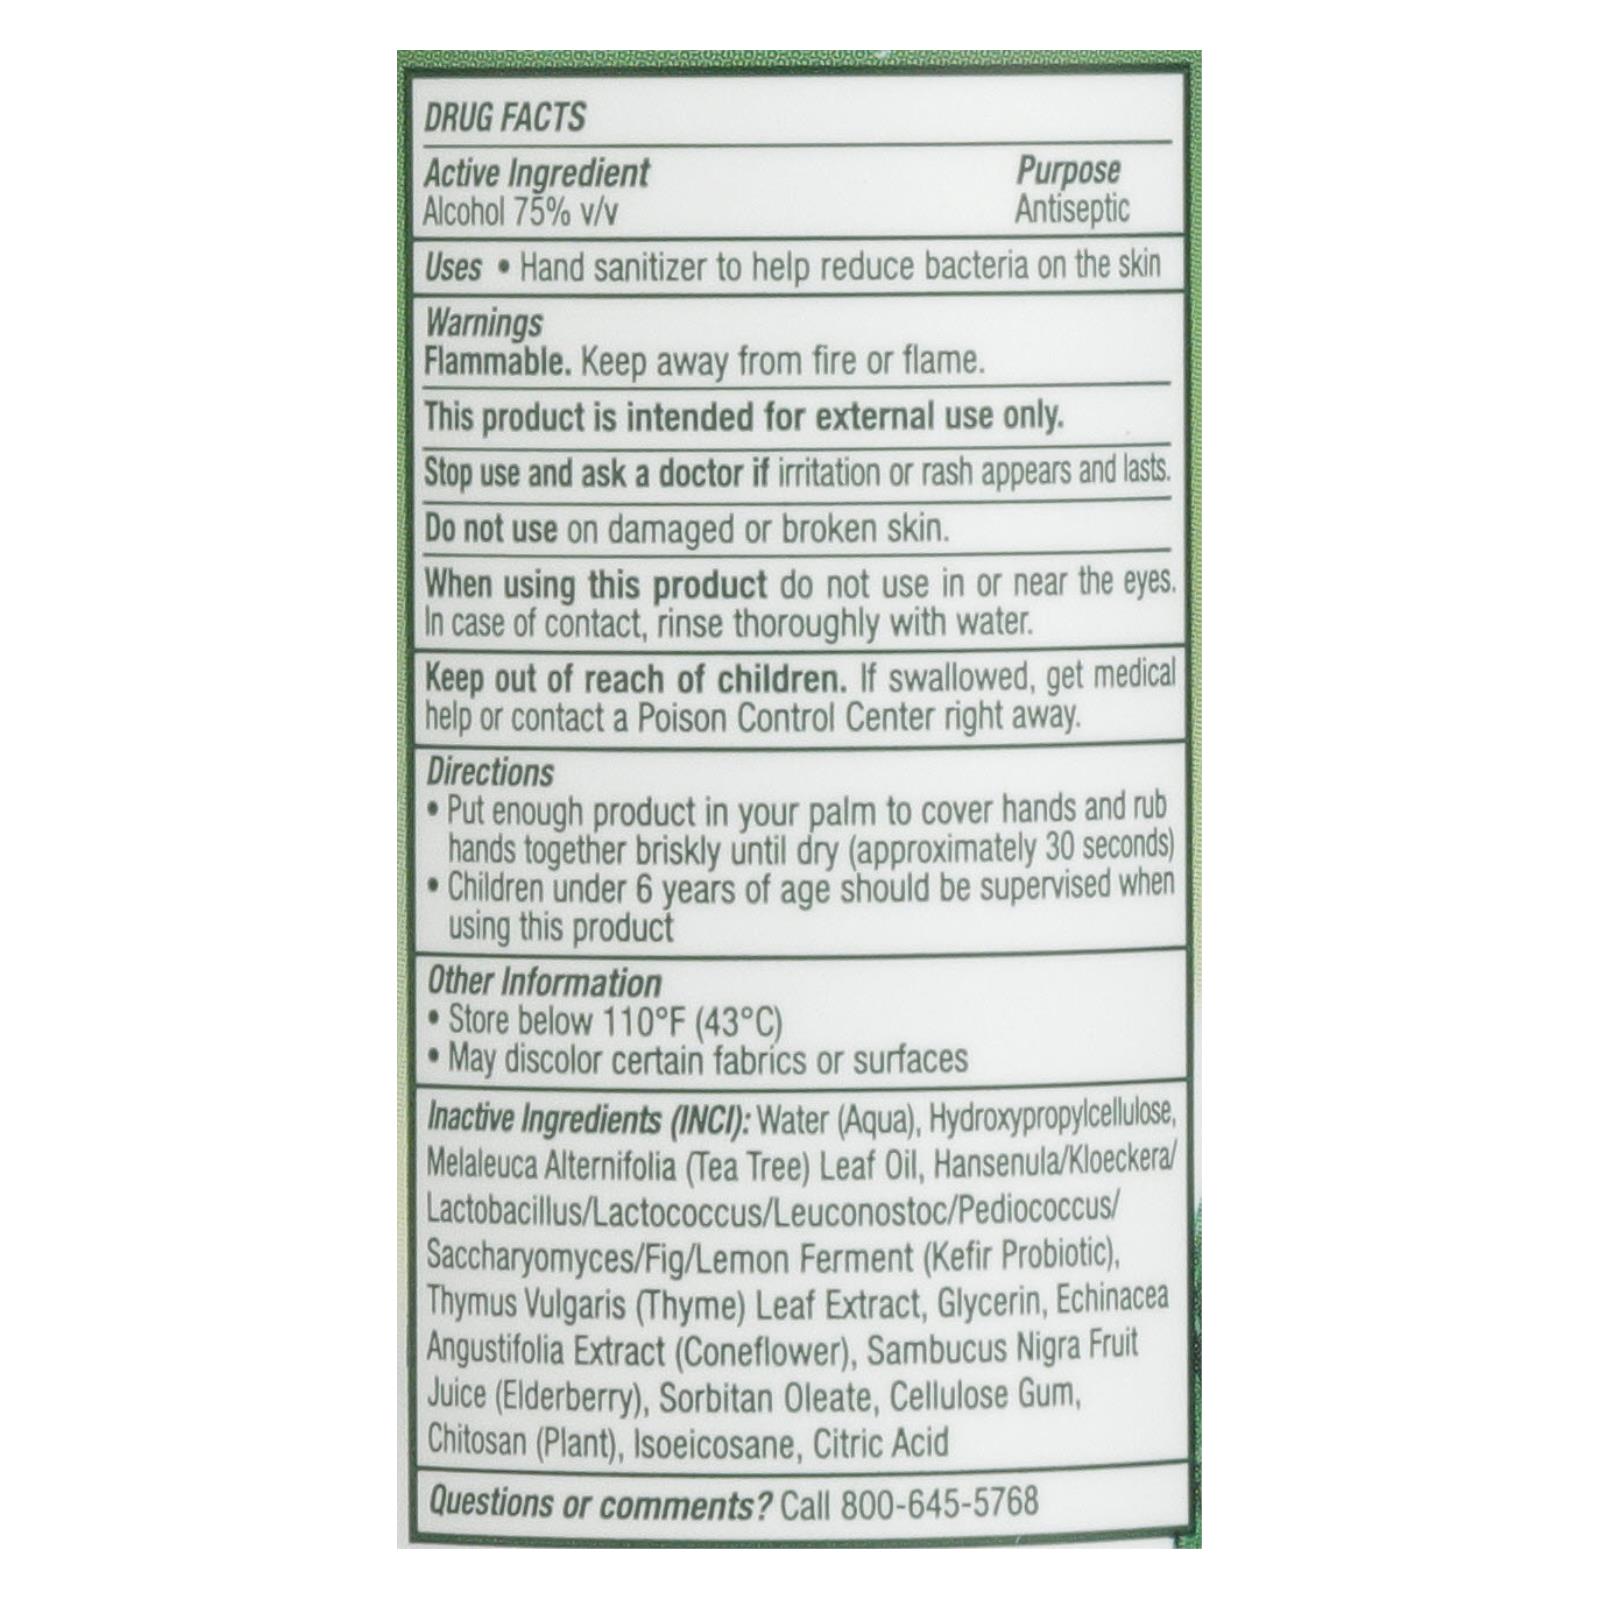 DRUG FACTS
Active Ingredient Purpose
Alcohol 75% v/v Antiseptic
Uses • Hand sanitizer to help reduce bacteria on the skin
Warnings
Flammable. Keep away from fire or flame.
This product is intended for external use only.
Stop use and ask a doctor if irritation or rash appears and lasts.
Do not use on damaged or broken skin.
When using this product do not use in or near the eyes.
In case of contact, rinse thoroughly with water.
Keep out of reach of children. If swallowed, get medical
help or contact a Poison Control Center right away.
Directions
• Put enough product in your palm to cover hands and rub
hands together briskly until dry (approximately 30 seconds)
• Children under 6 years of age should be supervised when
using this product
Other Information
• Store below 110°F (43°C)
• May discolor certain fabrics or surfaces
Inactive Ingredients (INCI): Water (Aqua), Hydroxypropylcellulose,
Melaleuca Alternifolia (Tea Tree) Leaf Oil, Hansenula/Kloeckera/
Lactobacillus/Lactococcus/Leuconostoc/Pediococcus/
Saccharyomyces/Fig/Lemon Ferment (Kefir Probiotic),
Thymus Vulgaris (Thyme) Leaf Extract, Glycerin, Echinacea
Angustifolia Extract (Coneflower), Sambucus Nigra Fruit
Juice (Elderberry), Sorbitan Oleate, Cellulose Gum,
Chitosan (Plant), Isoeicosane, Citric Acid
Questions or comments? Call 800-645-5768